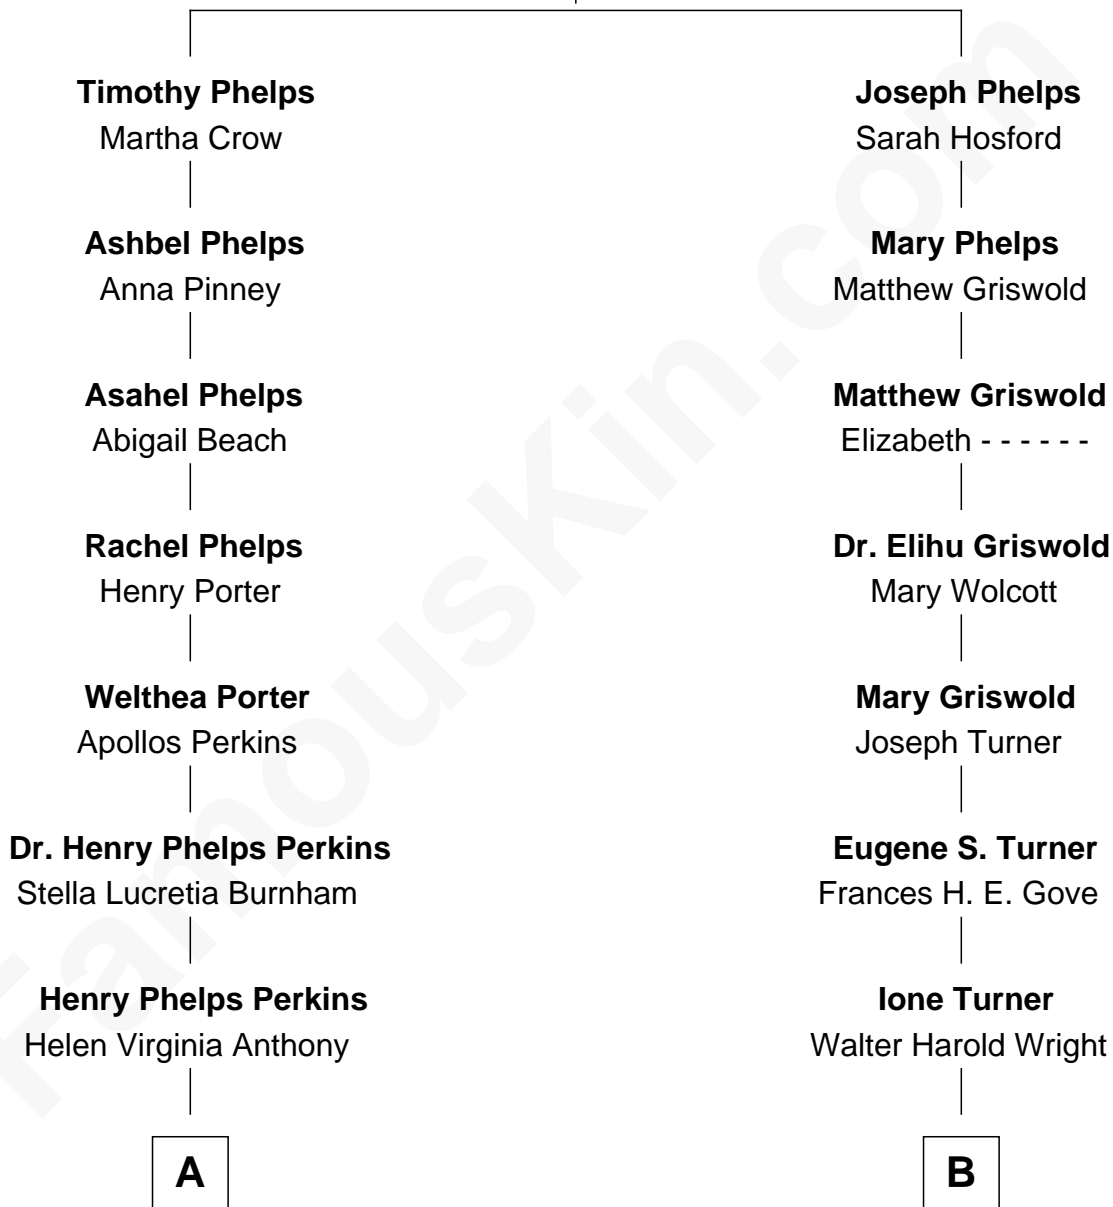 Timothy Phelps
Martha Crow
Ashbel Phelps
Anna Pinney
Asahel Phelps
Abigail Beach
Rachel Phelps
Henry Porter
Welthea Porter
Apollos Perkins
Dr. Henry Phelps Perkins
Stella Lucretia Burnham
Henry Phelps Perkins
Helen Virginia Anthony
A
Joseph Phelps
Sarah Hosford
Mary Phelps
Matthew Griswold
Matthew Griswold
Elizabeth - - - - - -
Dr. Elihu Griswold
Mary Wolcott
Mary Griswold
Joseph Turner
Eugene S. Turner
Frances H. E. Gove
Ione Turner
Walter Harold Wright
B
FamousKin.com